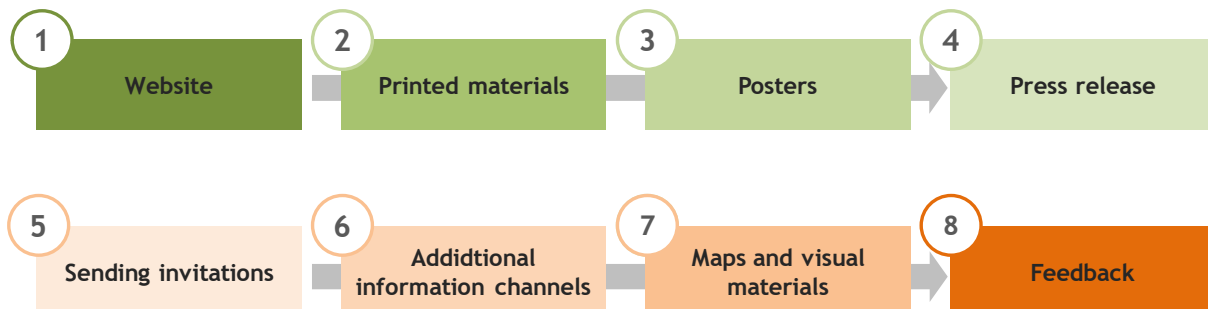 1
Website
2
Printed materials
3
Posters
4
Press release
5
Sending invitations
6
Addidtional
information channels
7
Maps and visual
materials
8
Feedback